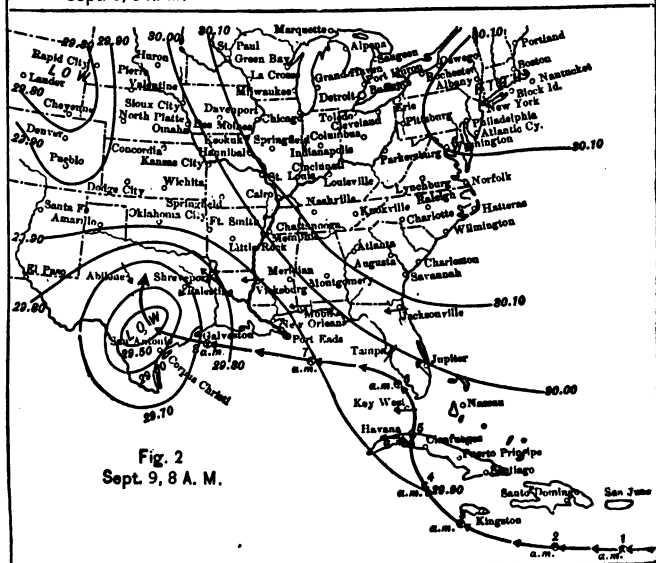 Marquette
30.10
30.10
29.80
29.90
30.00
St. Paul
Alpena
Saugeen
Portland
Rapid City
Huron
Green Bay
Oswego
LOW
Pierre
La Crosse
Grand Haven
Port Huron
Rochester
Boston
Lander
Valentine
Milwaukee
Detroit
Buffalo
Albany
Nantucket
29.80
Sioux City
Block Id.
Cheyenne
Davenport
Chicago
Toledo
Erie
New York
North Platte
Des Moines
Cleveland
Pittsburg
Philadelphia
Denver
Omaha
Keokuk
Springfield
Columbus
Atlantic Cy.
29.90
Concordia
Hannibal
Indianapolis
Parkersburg
30.10
Pueblo
Kansas City
Cincinnati
St. Louis
Louisville
Lynchburg
Norfolk
Dodge City
Wichita
Cairo
Raleigh
Santa Fe
Springfield
Nashville
Knoxville
Charlotte
Hatteras
Amarillo
Oklahoma City
Ft. Smith
Chattanooga
Wilmington
29.90
Memphis
Little Rock
Atlanta
El Paso
Abilene
Meridian
Augusta
Charleston
Shreveport
Vicksburg
Montgomery
Savannah
29.80
Palestine
Mobile
Jacksonville
30.10
LOW
New Orleans
San Antonio
Galveston
Port Eads
29.50
a.m.
29.80
7
Tampa
Jupiter
Corpus Christi
a.m.
6
a.m.
30.00
29.70
Key West
Nassau
Havana
5
Cienfuegos
Fig. 2
Puerto Principe
Sept. 9, 8 A. M.
4
Santiago
a.m.
29.90
Santo Domingo
San Juan
a.m.
Kingston
2
1
a.m.
a.m.